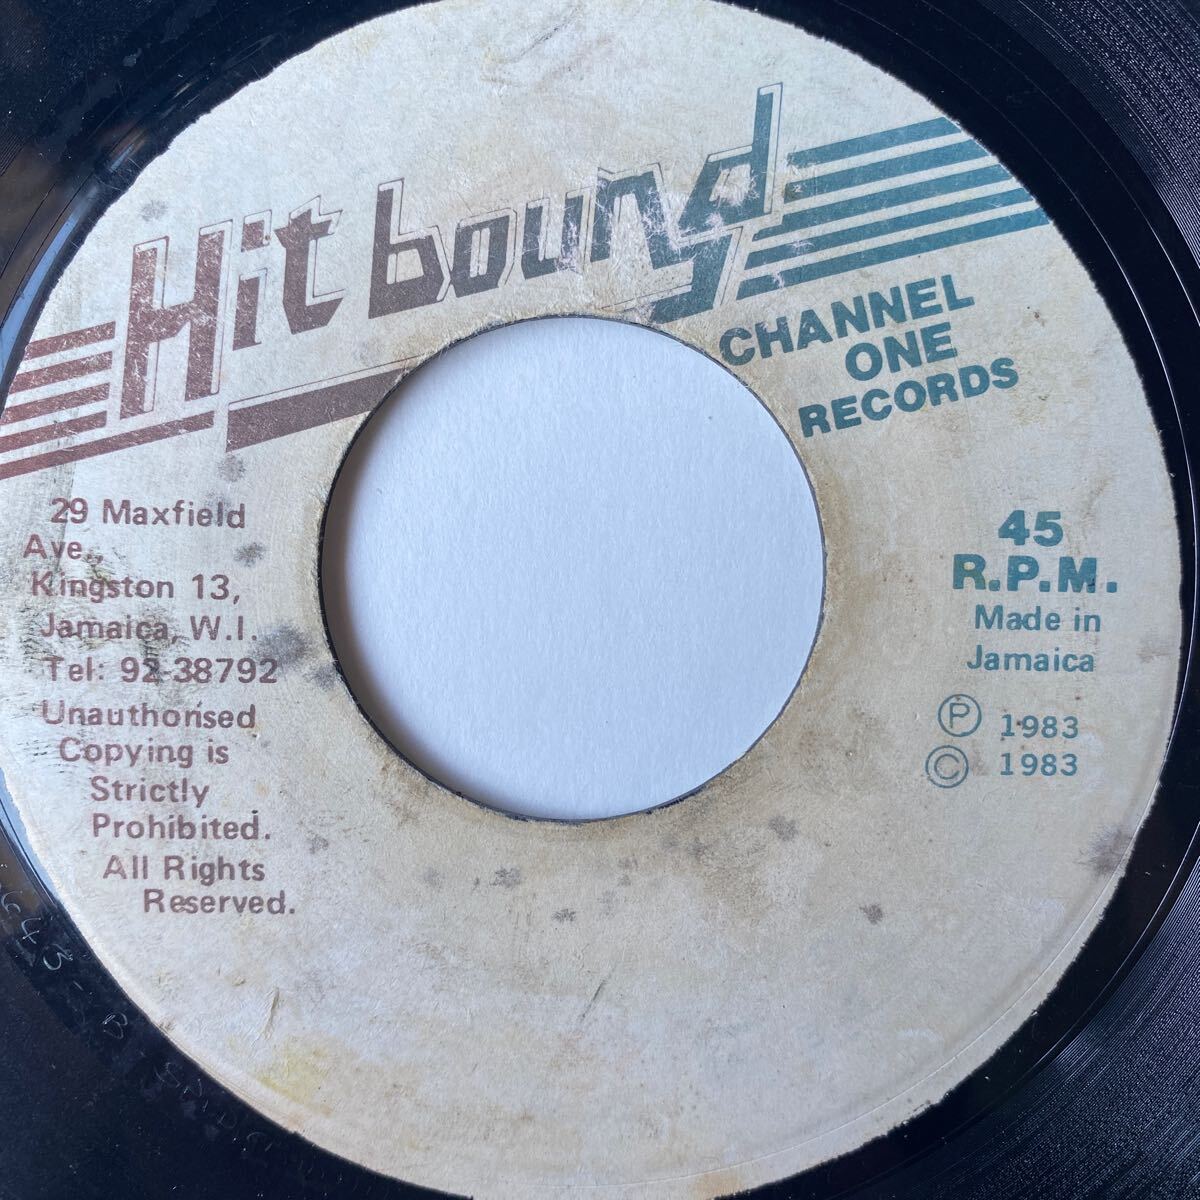 Hit bound
CHANNEL
ONE
RECORDS
29 Maxfield
Ave.,
Kingston 13,
Jamaica, W.I.
Tel: 92-38792
Unauthorised
Copying is
Strictly
Prohibited.
All Rights
Reserved.
45
R.P.M.
Made in
Jamaica
Ⓟ 1983
© 1983